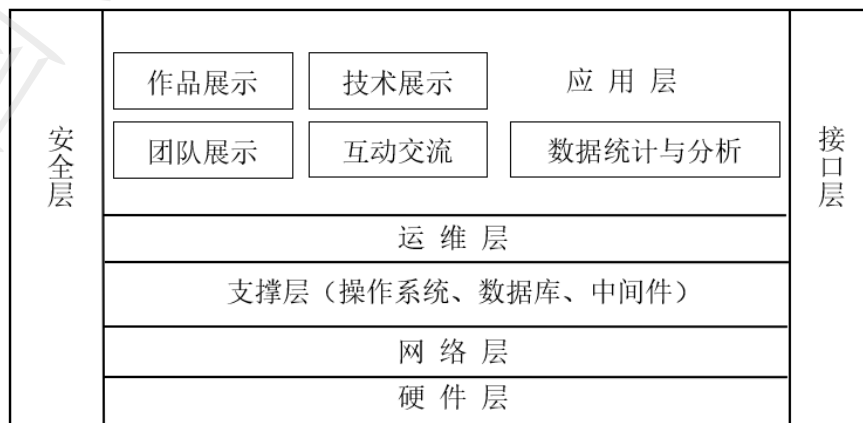 作品展示 技术展示 应 用 层
团队展示 互动交流 数据统计与分析
安全层
接口层
运 维 层
支撑层（操作系统、数据库、中间件）
网 络 层
硬 件 层